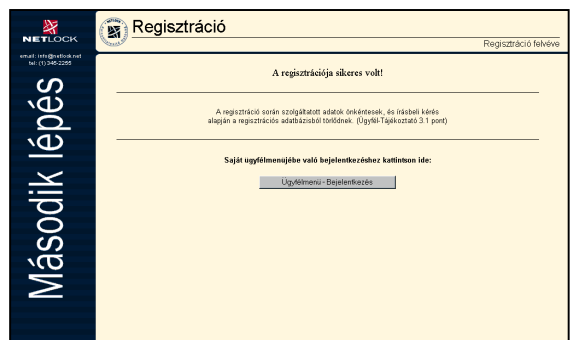 NETLOCK
email: info@netlock.net
tel: (1) 345-2255
Második lépés
NETLOCK
Regisztráció
Regisztráció felvéve
A regisztrációja sikeres volt!
A regisztráció során szolgáltatott adatok önkéntesek, és írásbeli kérés
alapján a regisztrációs adatbázisból törlődnek. (Ügyfél-Tájékoztató 3.1 pont)
Saját ügyfélmenüjébe való bejelentkezéshez kattintson ide:
Ügyfélmenü - Bejelentkezés